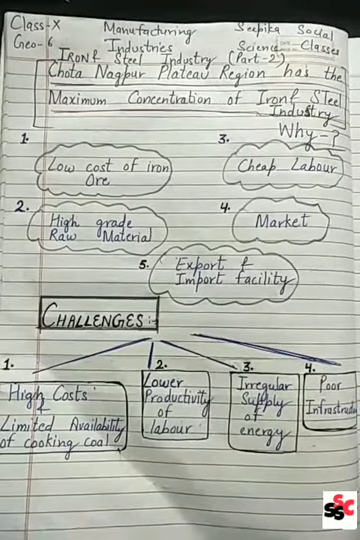 Class-X Manufacturing Seepika Social
Geo-6 Industries Science Classes
Iron & Steel Industry (Part-2)
Chota Nagpur Plateau Region has the
Maximum Concentration of Iron & Steel
Industry
Why-?
1.
Low cost of iron
Ore
3.
Cheap Labour
2.
High grade
Raw Material
4.
Market
5.
Export &
Import facility
CHALLENGES:-
1.
High Costs
&
Limited Availability
of cooking coal
2.
Lower
Productivity
of
labour
3.
Irregular
Supply
of
energy
4.
Poor
SSC